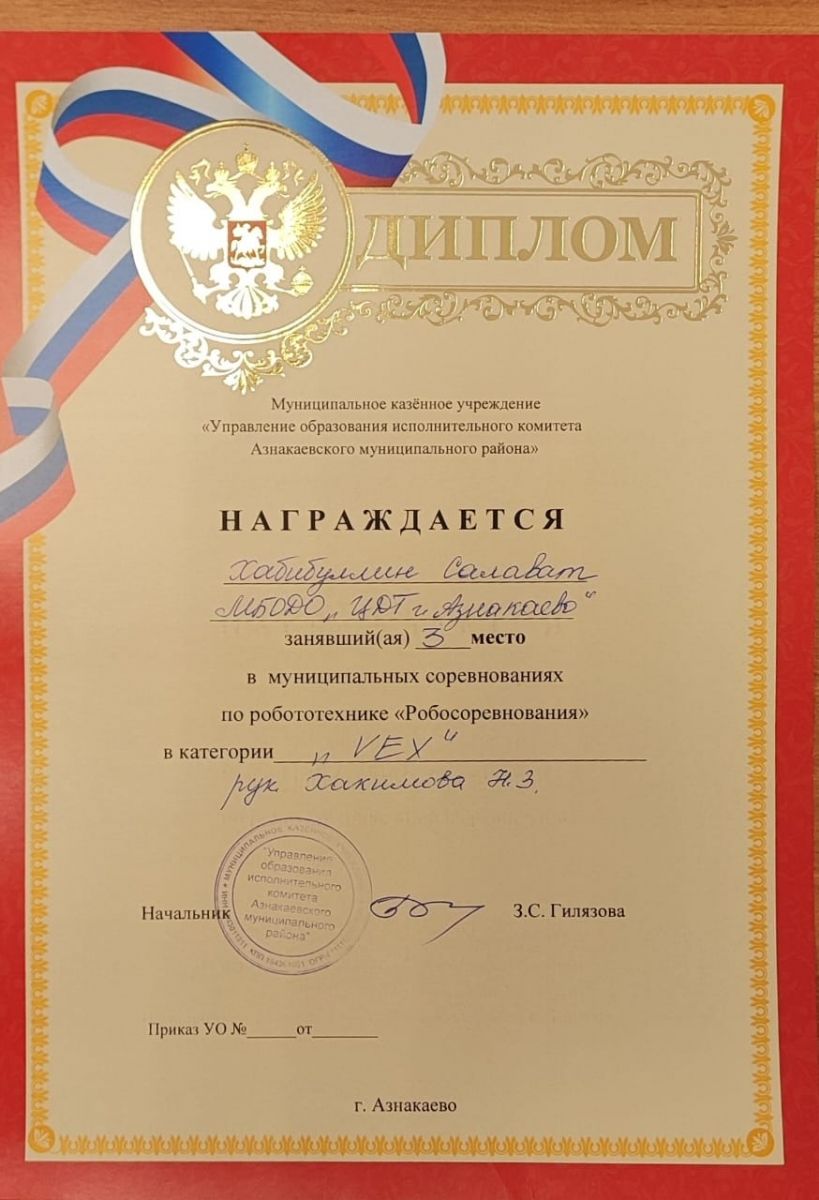 ДИПЛОМ
Муниципальное казённое учреждение
«Управление образования исполнительного комитета
Азнакаевского муниципального района»
НАГРАЖДАЕТСЯ
Хабибуллин Салават
МБОДО „ЦДТ г. Азнакаево“
занявший(ая) 3 место
в муниципальных соревнованиях
по робототехнике «Робосоревнования»
в категории „VEX“
рук. Хакимова Н.З.
"Управление
образования
исполнительного
комитета
Азнакаевского
муниципального
района"
Начальник З.С. Гилязова
Приказ УО №______от________
г. Азнакаево